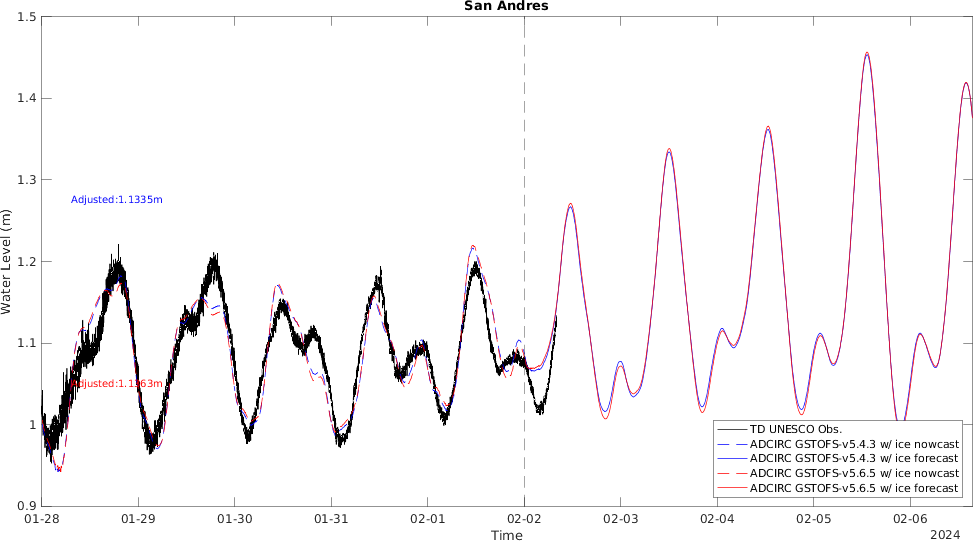 San Andres
1.5
1.4
1.3
1.2
1.1
1
0.9
Water Level (m)
Adjusted:1.1335m
TD UNESCO Obs.
ADCIRC GSTOFS-v5.4.3 w/ ice nowcast
ADCIRC GSTOFS-v5.4.3 w/ ice forecast
ADCIRC GSTOFS-v5.6.5 w/ ice nowcast
ADCIRC GSTOFS-v5.6.5 w/ ice forecast
01-28 01-29 01-30 01-31 02-01 02-02 02-03 02-04 02-05 02-06
Time
2024